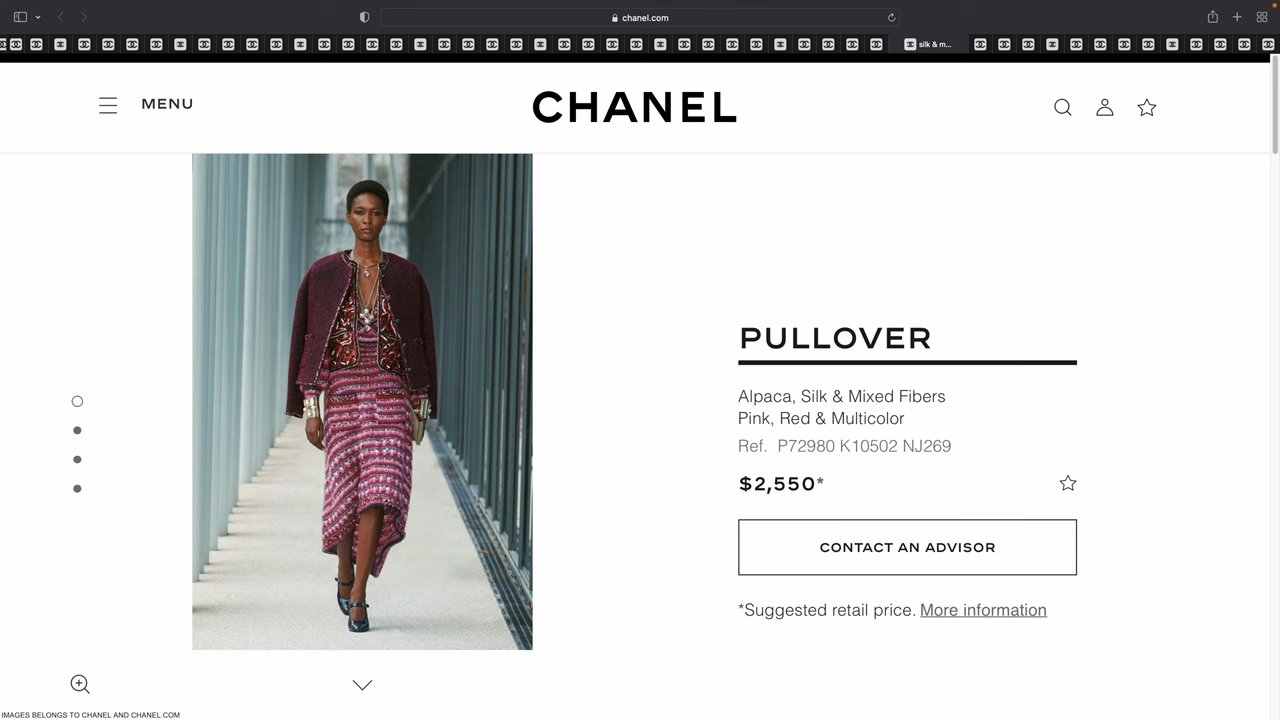 chanel.com
silk & m...
MENU
CHANEL
PULLOVER
Alpaca, Silk & Mixed Fibers
Pink, Red & Multicolor
Ref. P72980 K10502 NJ269
$2,550*
CONTACT AN ADVISOR
*Suggested retail price. More information
IMAGES BELONGS TO CHANEL AND CHANEL.COM